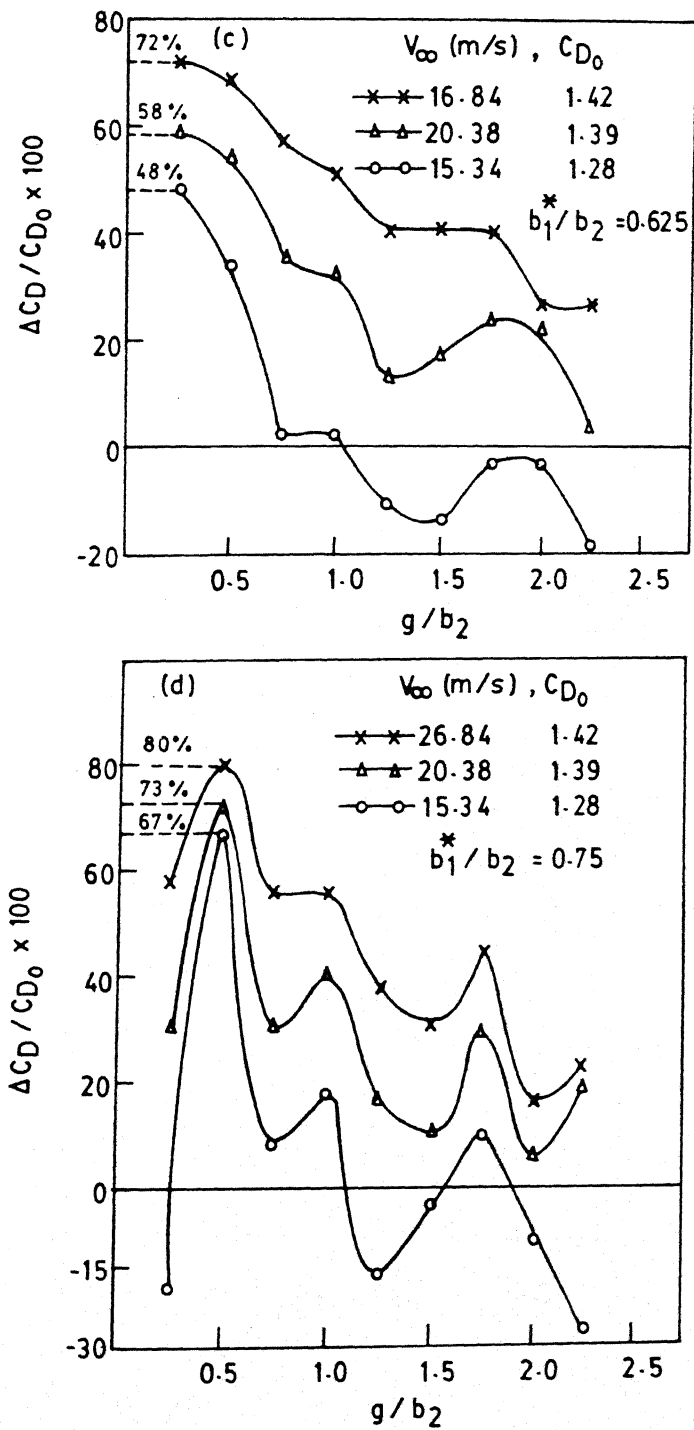 80
72%
(c)
V∞ (m/s) , CD₀
16·84 1·42
20·38 1·39
15·34 1·28
b₁*/b₂ =0·625
60
58%
48%
40
20
0
-20
ΔCD / CD₀ x 100
0·5 1·0 1·5 2·0 2·5
g/b₂
(d)
V∞ (m/s) , CD₀
26·84 1·42
20·38 1·39
15·34 1·28
b₁*/b₂ = 0·75
80%
80
73%
67%
60
40
20
0
-15
-30
ΔCD / CD₀ x 100
0·5 1·0 1·5 2·0 2·5
g/b₂